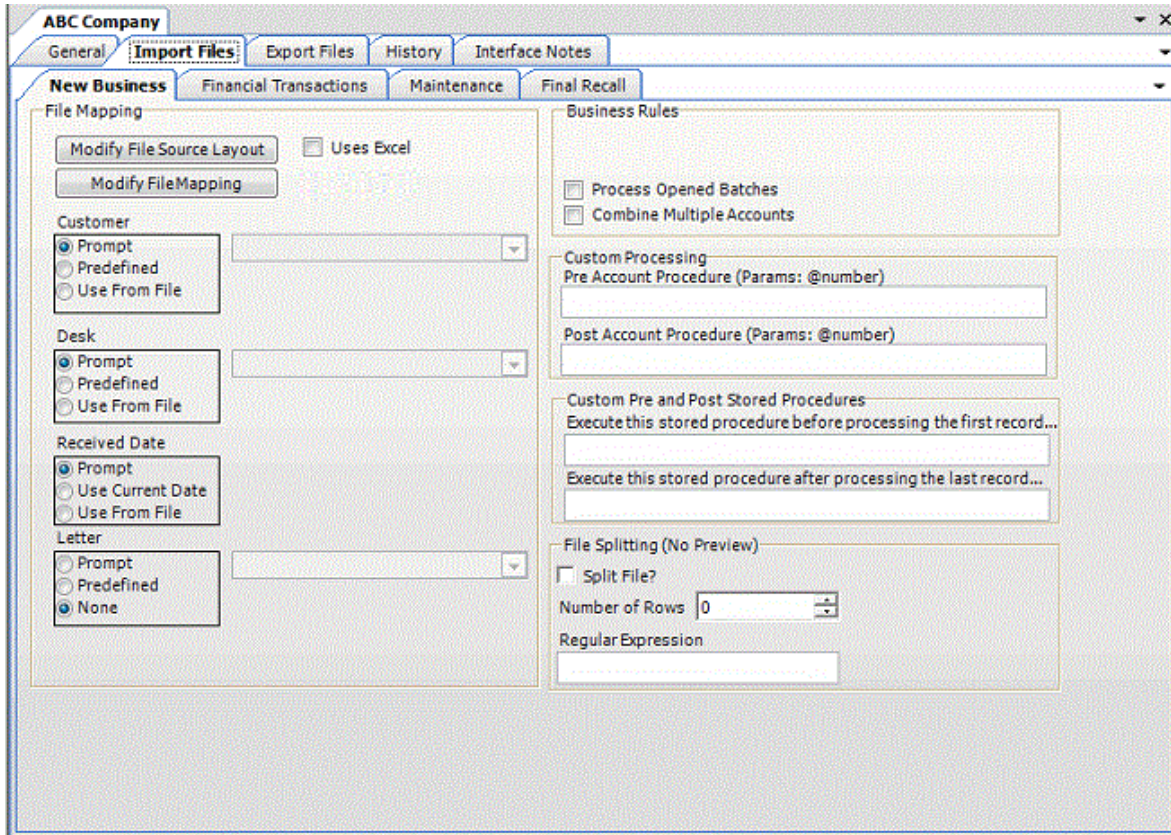 ABC Company
General Import Files Export Files History Interface Notes
New Business Financial Transactions Maintenance Final Recall
File Mapping
Modify File Source Layout Uses Excel
Modify FileMapping
Customer
Prompt
Predefined
Use From File
Desk
Prompt
Predefined
Use From File
Received Date
Prompt
Use Current Date
Use From File
Letter
Prompt
Predefined
None
Business Rules
Process Opened Batches
Combine Multiple Accounts
Custom Processing
Pre Account Procedure (Params: @number)
Post Account Procedure (Params: @number)
Custom Pre and Post Stored Procedures
Execute this stored procedure before processing the first record...
Execute this stored procedure after processing the last record...
File Splitting (No Preview)
Split File?
Number of Rows 0
Regular Expression